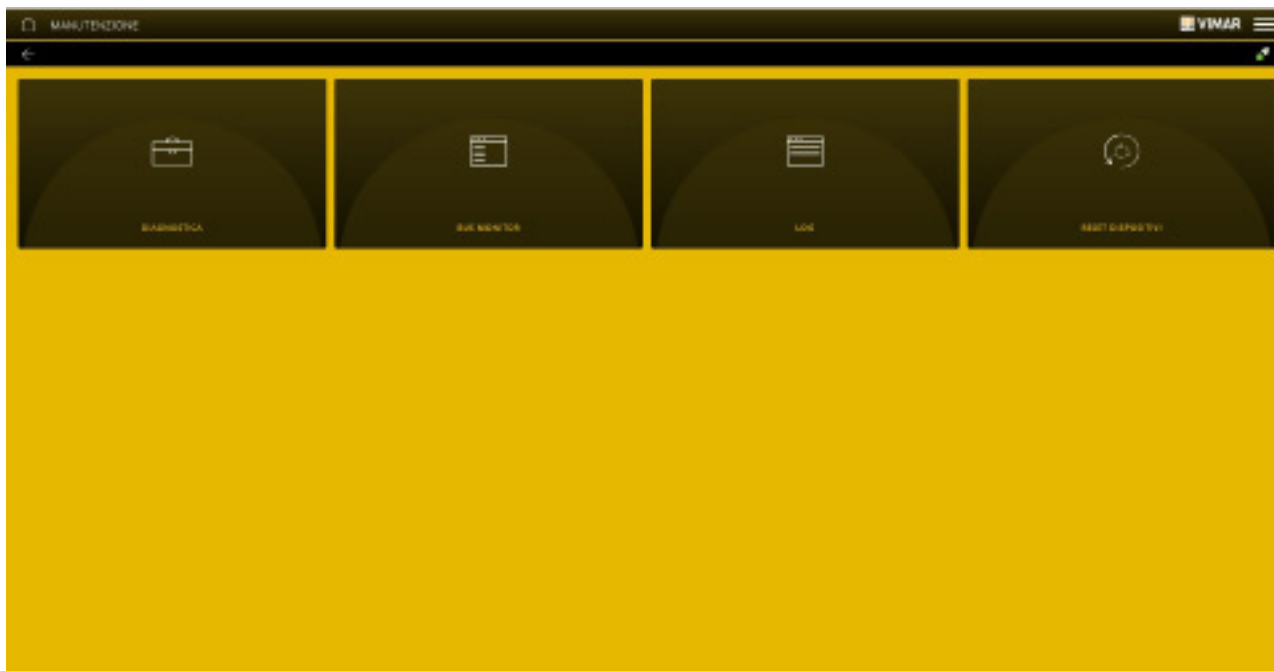 MANUTENZIONE
VIMAR
DIAGNOSTICA
BUS MONITOR
LOG
RESET DISPOSITIVI